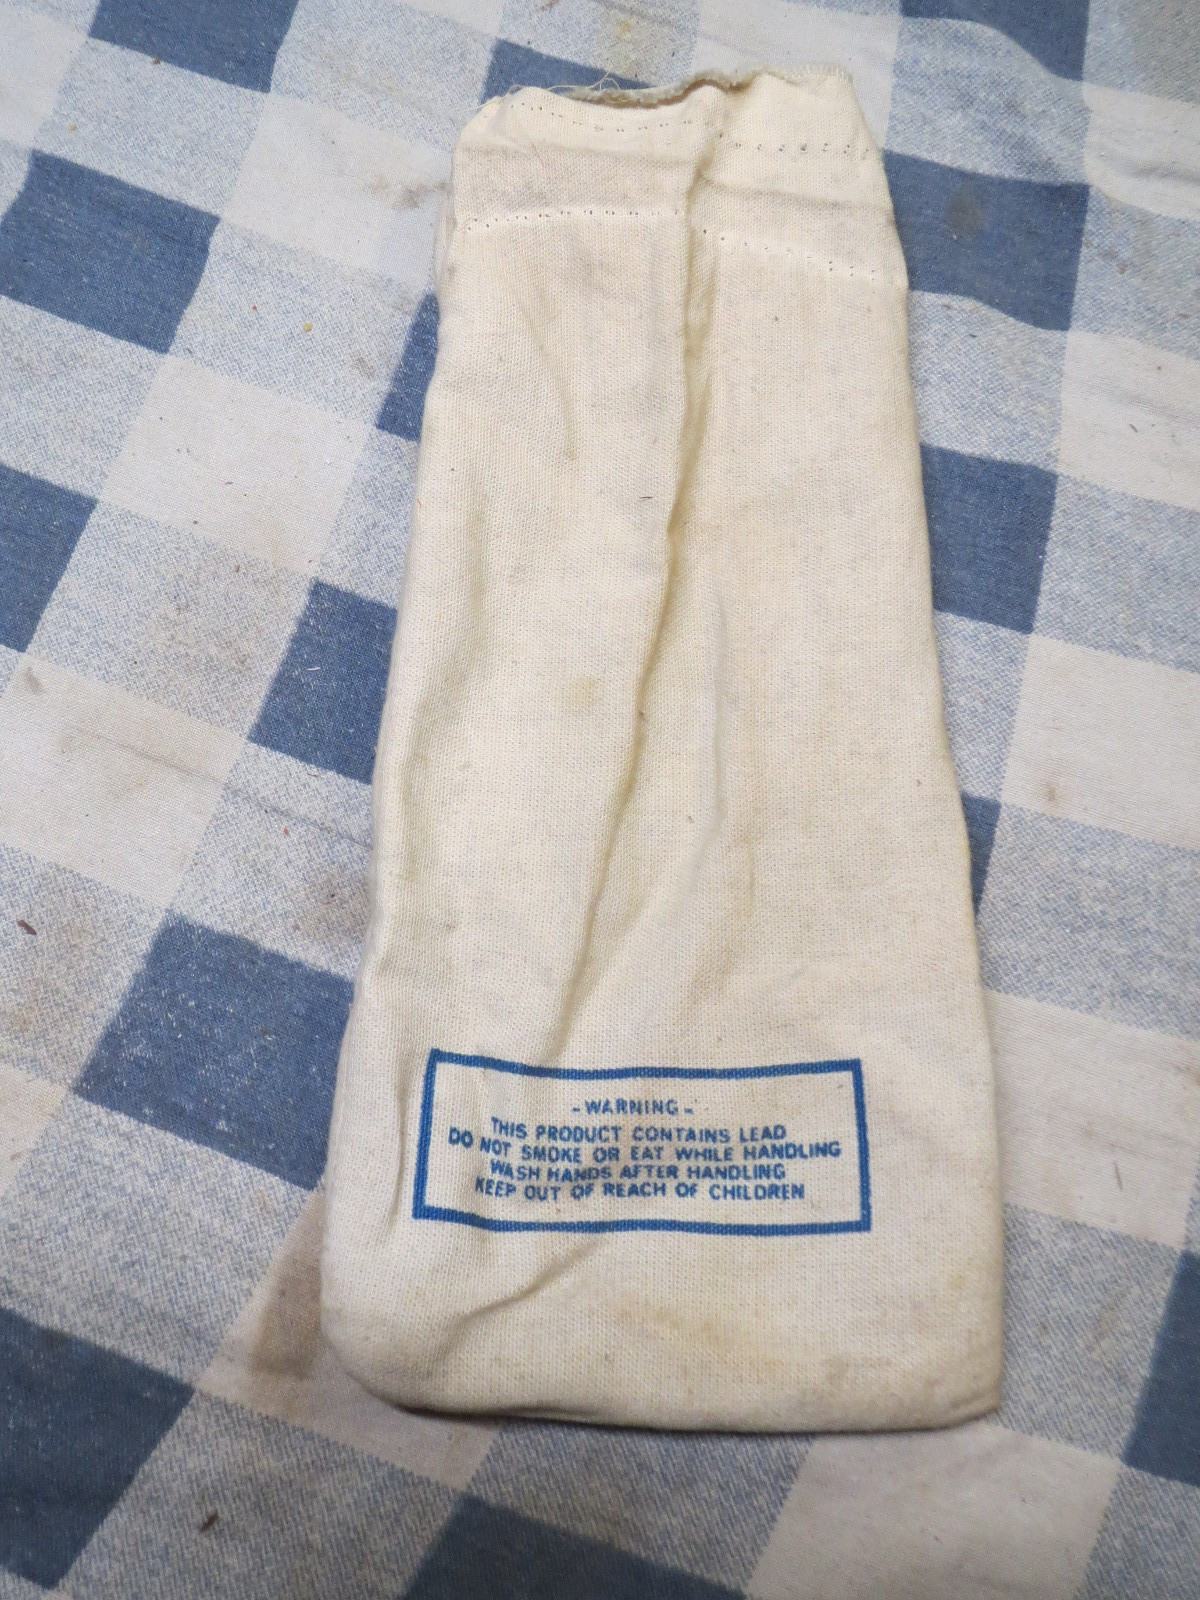 - WARNING -
THIS PRODUCT CONTAINS LEAD
DO NOT SMOKE OR EAT WHILE HANDLING
WASH HANDS AFTER HANDLING
KEEP OUT OF REACH OF CHILDREN